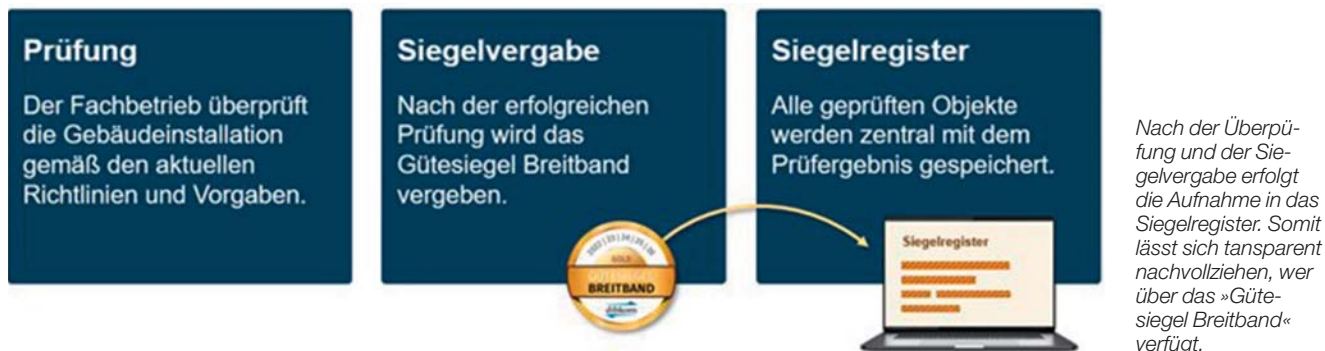 Prüfung
Der Fachbetrieb überprüft
die Gebäudeinstallation
gemäß den aktuellen
Richtlinien und Vorgaben.
Siegelvergabe
Nach der erfolgreichen
Prüfung wird das
Gütesiegel Breitband
vergeben.
GOLD
GÜTESIEGEL
BREITBAND
Siegelregister
Alle geprüften Objekte
werden zentral mit dem
Prüfergebnis gespeichert.
Siegelregister
Nach der Überprü-
fung und der Sie-
gelvergabe erfolgt
die Aufnahme in das
Siegelregister. Somit
lässt sich tansparent
nachvollziehen, wer
über das »Güte-
siegel Breitband«
verfügt.